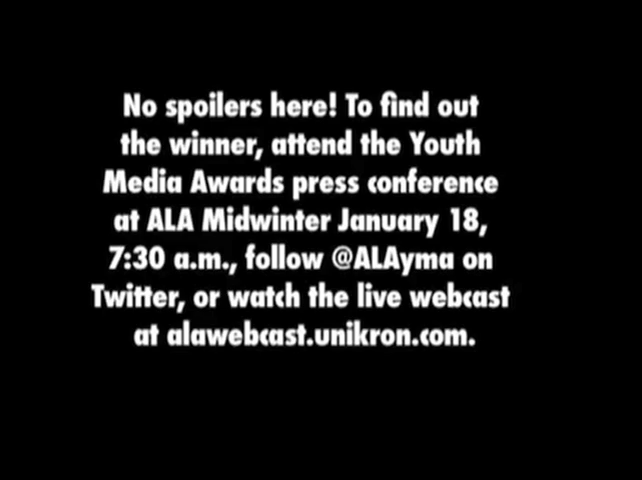 No spoilers here! To find out
the winner, attend the Youth
Media Awards press conference
at ALA Midwinter January 18,
7:30 a.m., follow @ALAyma on
Twitter, or watch the live webcast
at alawebcast.unikron.com.